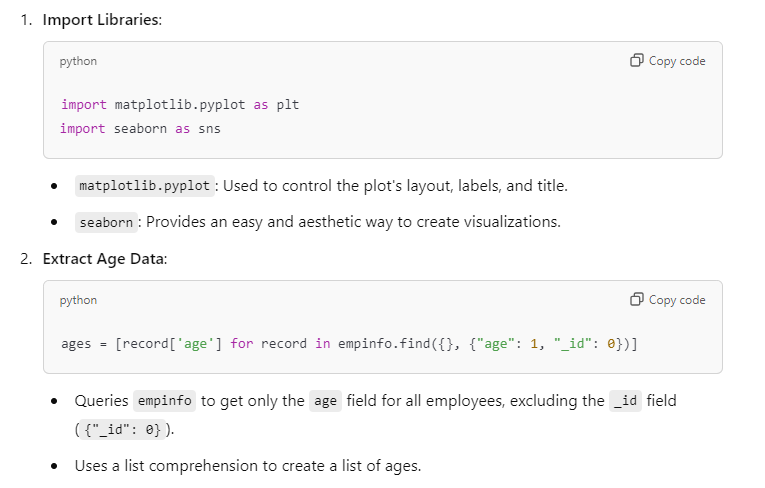 1. Import Libraries:
python
Copy code
import matplotlib.pyplot as plt
import seaborn as sns
• matplotlib.pyplot : Used to control the plot's layout, labels, and title.
• seaborn : Provides an easy and aesthetic way to create visualizations.
2. Extract Age Data:
python
Copy code
ages = [record['age'] for record in empinfo.find({}, {"age": 1, "_id": 0})]
• Queries empinfo to get only the age field for all employees, excluding the _id field
( {"_id": 0} ).
• Uses a list comprehension to create a list of ages.